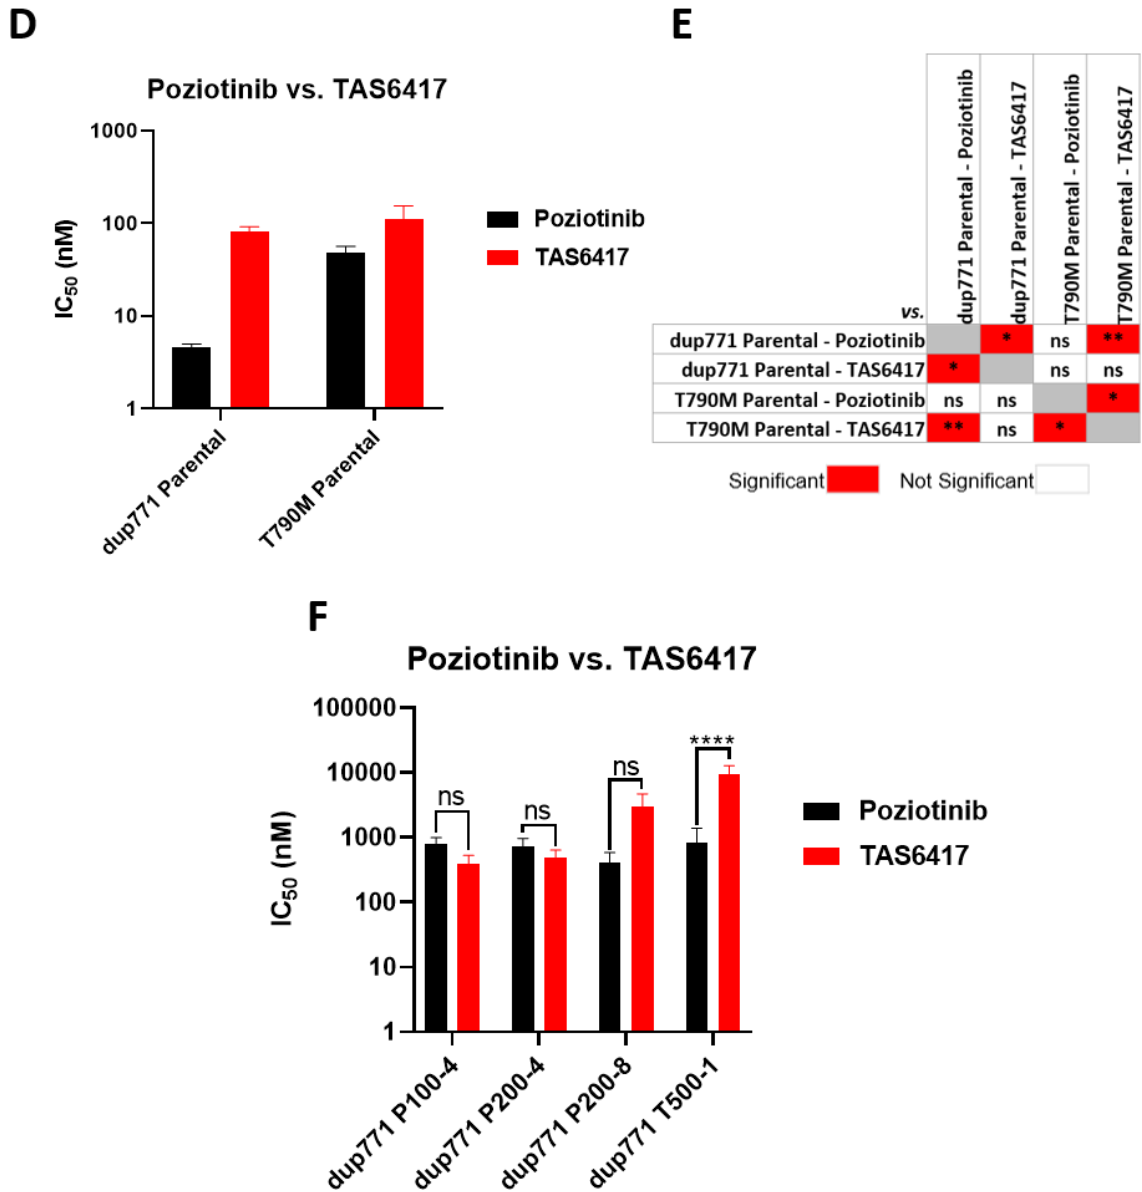 D
Poziotinib vs. TAS6417
1000
100
10
1
IC50 (nM)
dup771 Parental
T790M Parental
Poziotinib
TAS6417
E
vs.
dup771 Parental - Poziotinib
dup771 Parental - TAS6417
T790M Parental - Poziotinib
T790M Parental - TAS6417
dup771 Parental - Poziotinib * ns **
dup771 Parental - TAS6417 * ns ns
T790M Parental - Poziotinib ns ns *
T790M Parental - TAS6417 ** ns *
Significant Not Significant
F
Poziotinib vs. TAS6417
100000
10000
1000
100
10
1
IC50 (nM)
ns
ns
ns
****
dup771 P100-4
dup771 P200-4
dup771 P200-8
dup771 T500-1
Poziotinib
TAS6417